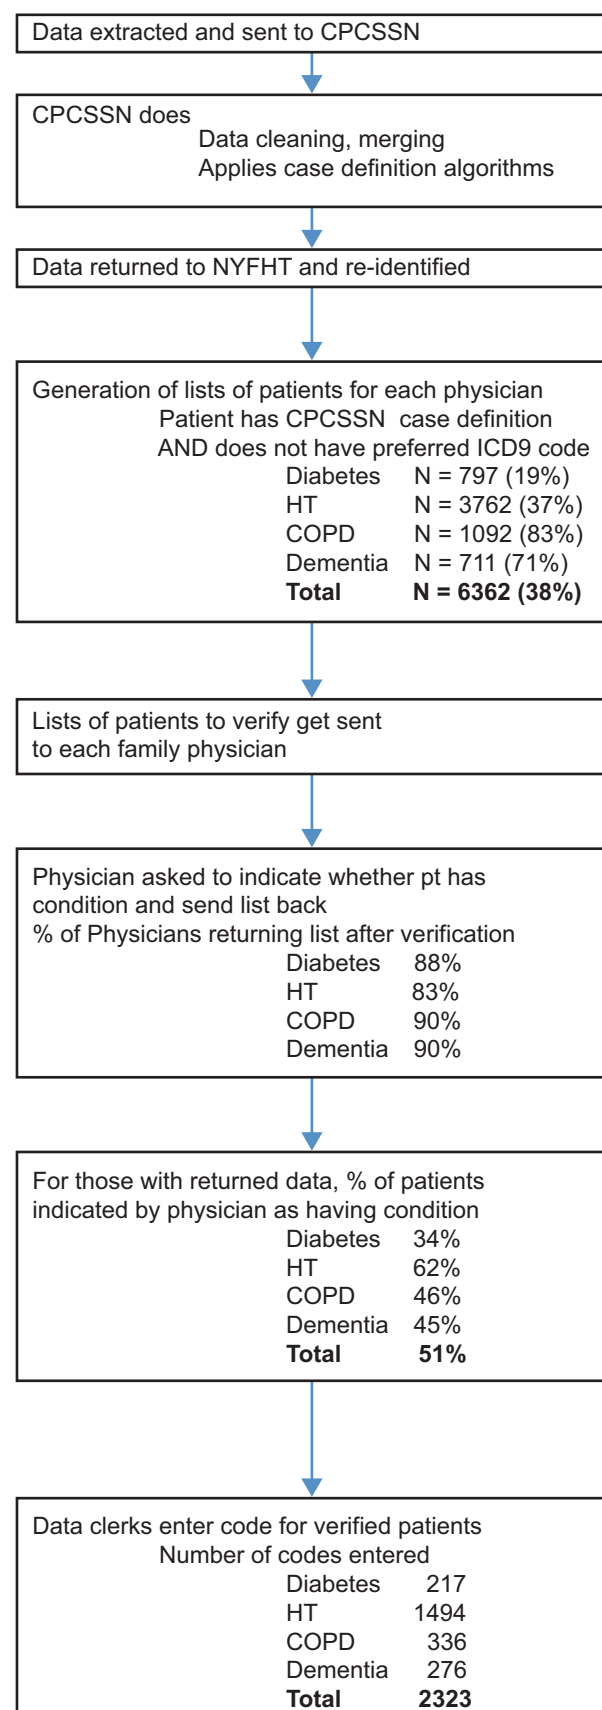 Data extracted and sent to CPCSSN
CPCSSN does
Data cleaning, merging
Applies case definition algorithms
Data returned to NYFHT and re-identified
Generation of lists of patients for each physician
Patient has CPCSSN case definition
AND does not have preferred ICD9 code
Diabetes N = 797 (19%)
HT N = 3762 (37%)
COPD N = 1092 (83%)
Dementia N = 711 (71%)
Total N = 6362 (38%)
Lists of patients to verify get sent
to each family physician
Physician asked to indicate whether pt has
condition and send list back
% of Physicians returning list after verification
Diabetes 88%
HT 83%
COPD 90%
Dementia 90%
For those with returned data, % of patients
indicated by physician as having condition
Diabetes 34%
HT 62%
COPD 46%
Dementia 45%
Total 51%
Data clerks enter code for verified patients
Number of codes entered
Diabetes 217
HT 1494
COPD 336
Dementia 276
Total 2323